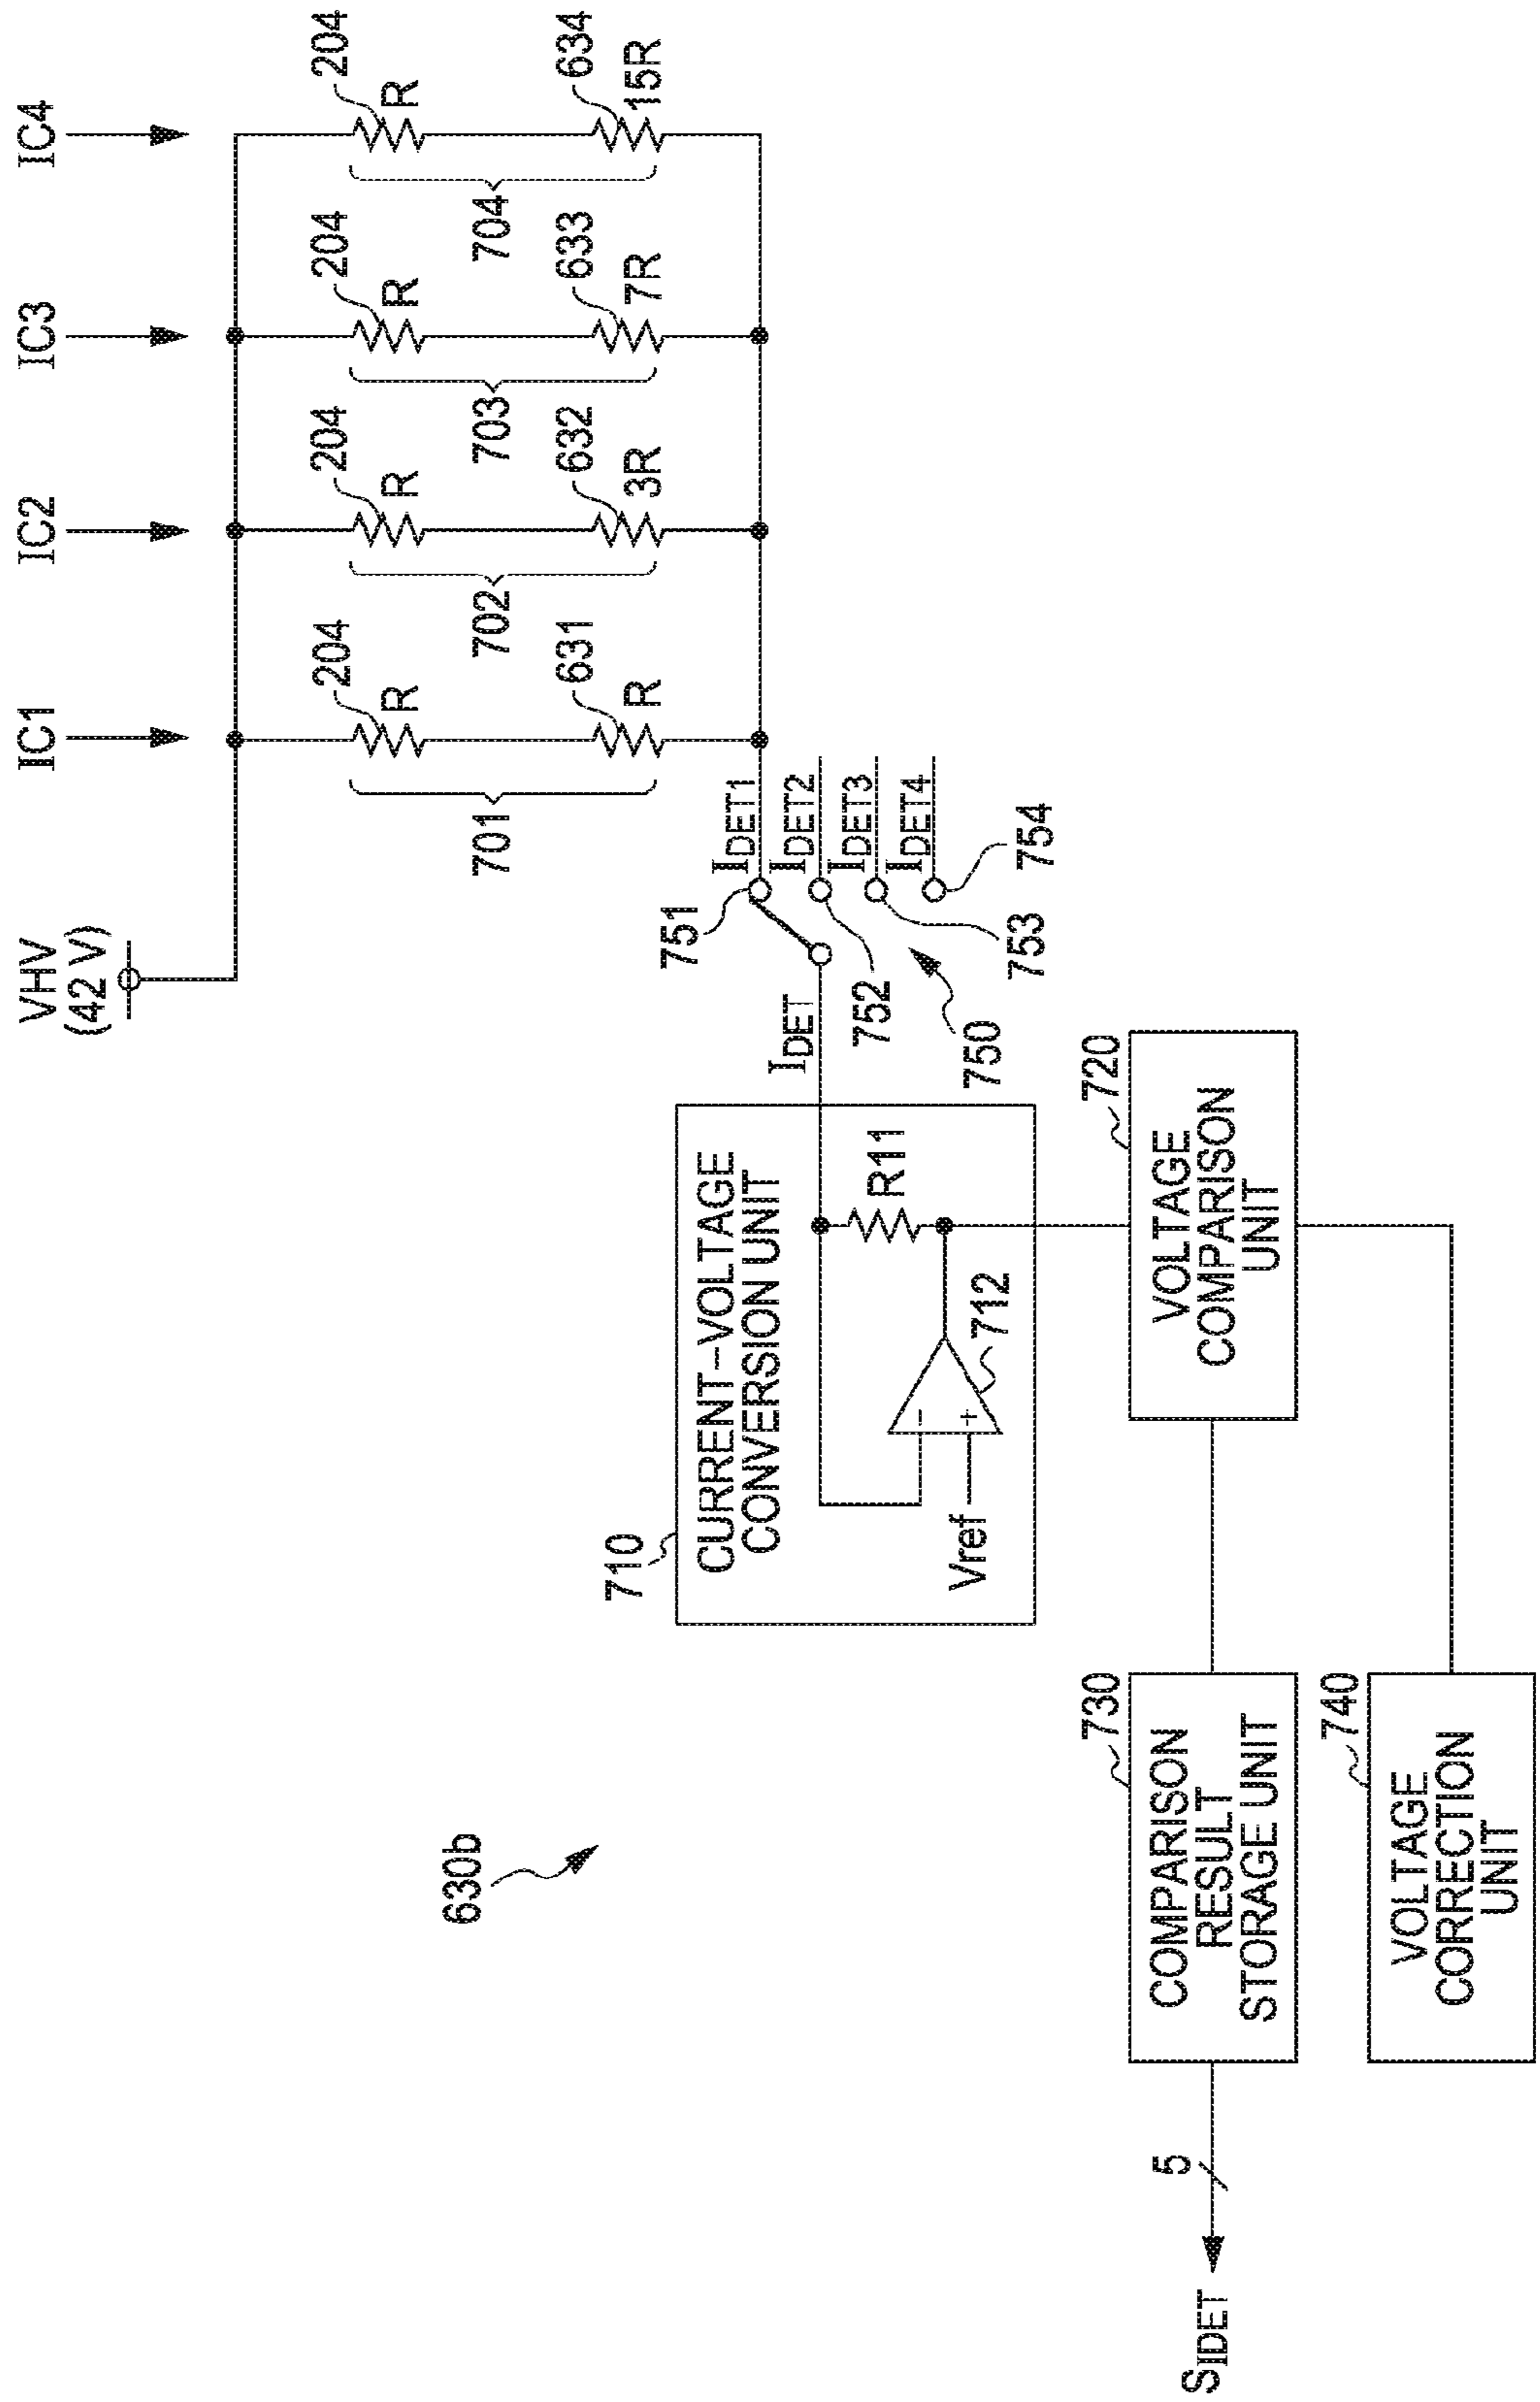 VHV
(42 V)
IC1
IC2
IC3
IC4
204
R
204
R
204
R
204
R
701
702
703
704
631
R
632
3R
633
7R
634
15R
751
IDET1
IDET2
IDET3
IDET4
IDET
752
750
753
754
710
CURRENT-VOLTAGE
CONVERSION UNIT
R11
712
-
+
Vref
630b
720
VOLTAGE
COMPARISON
UNIT
730
COMPARISON
RESULT
STORAGE UNIT
740
VOLTAGE
CORRECTION
UNIT
5
SIDET